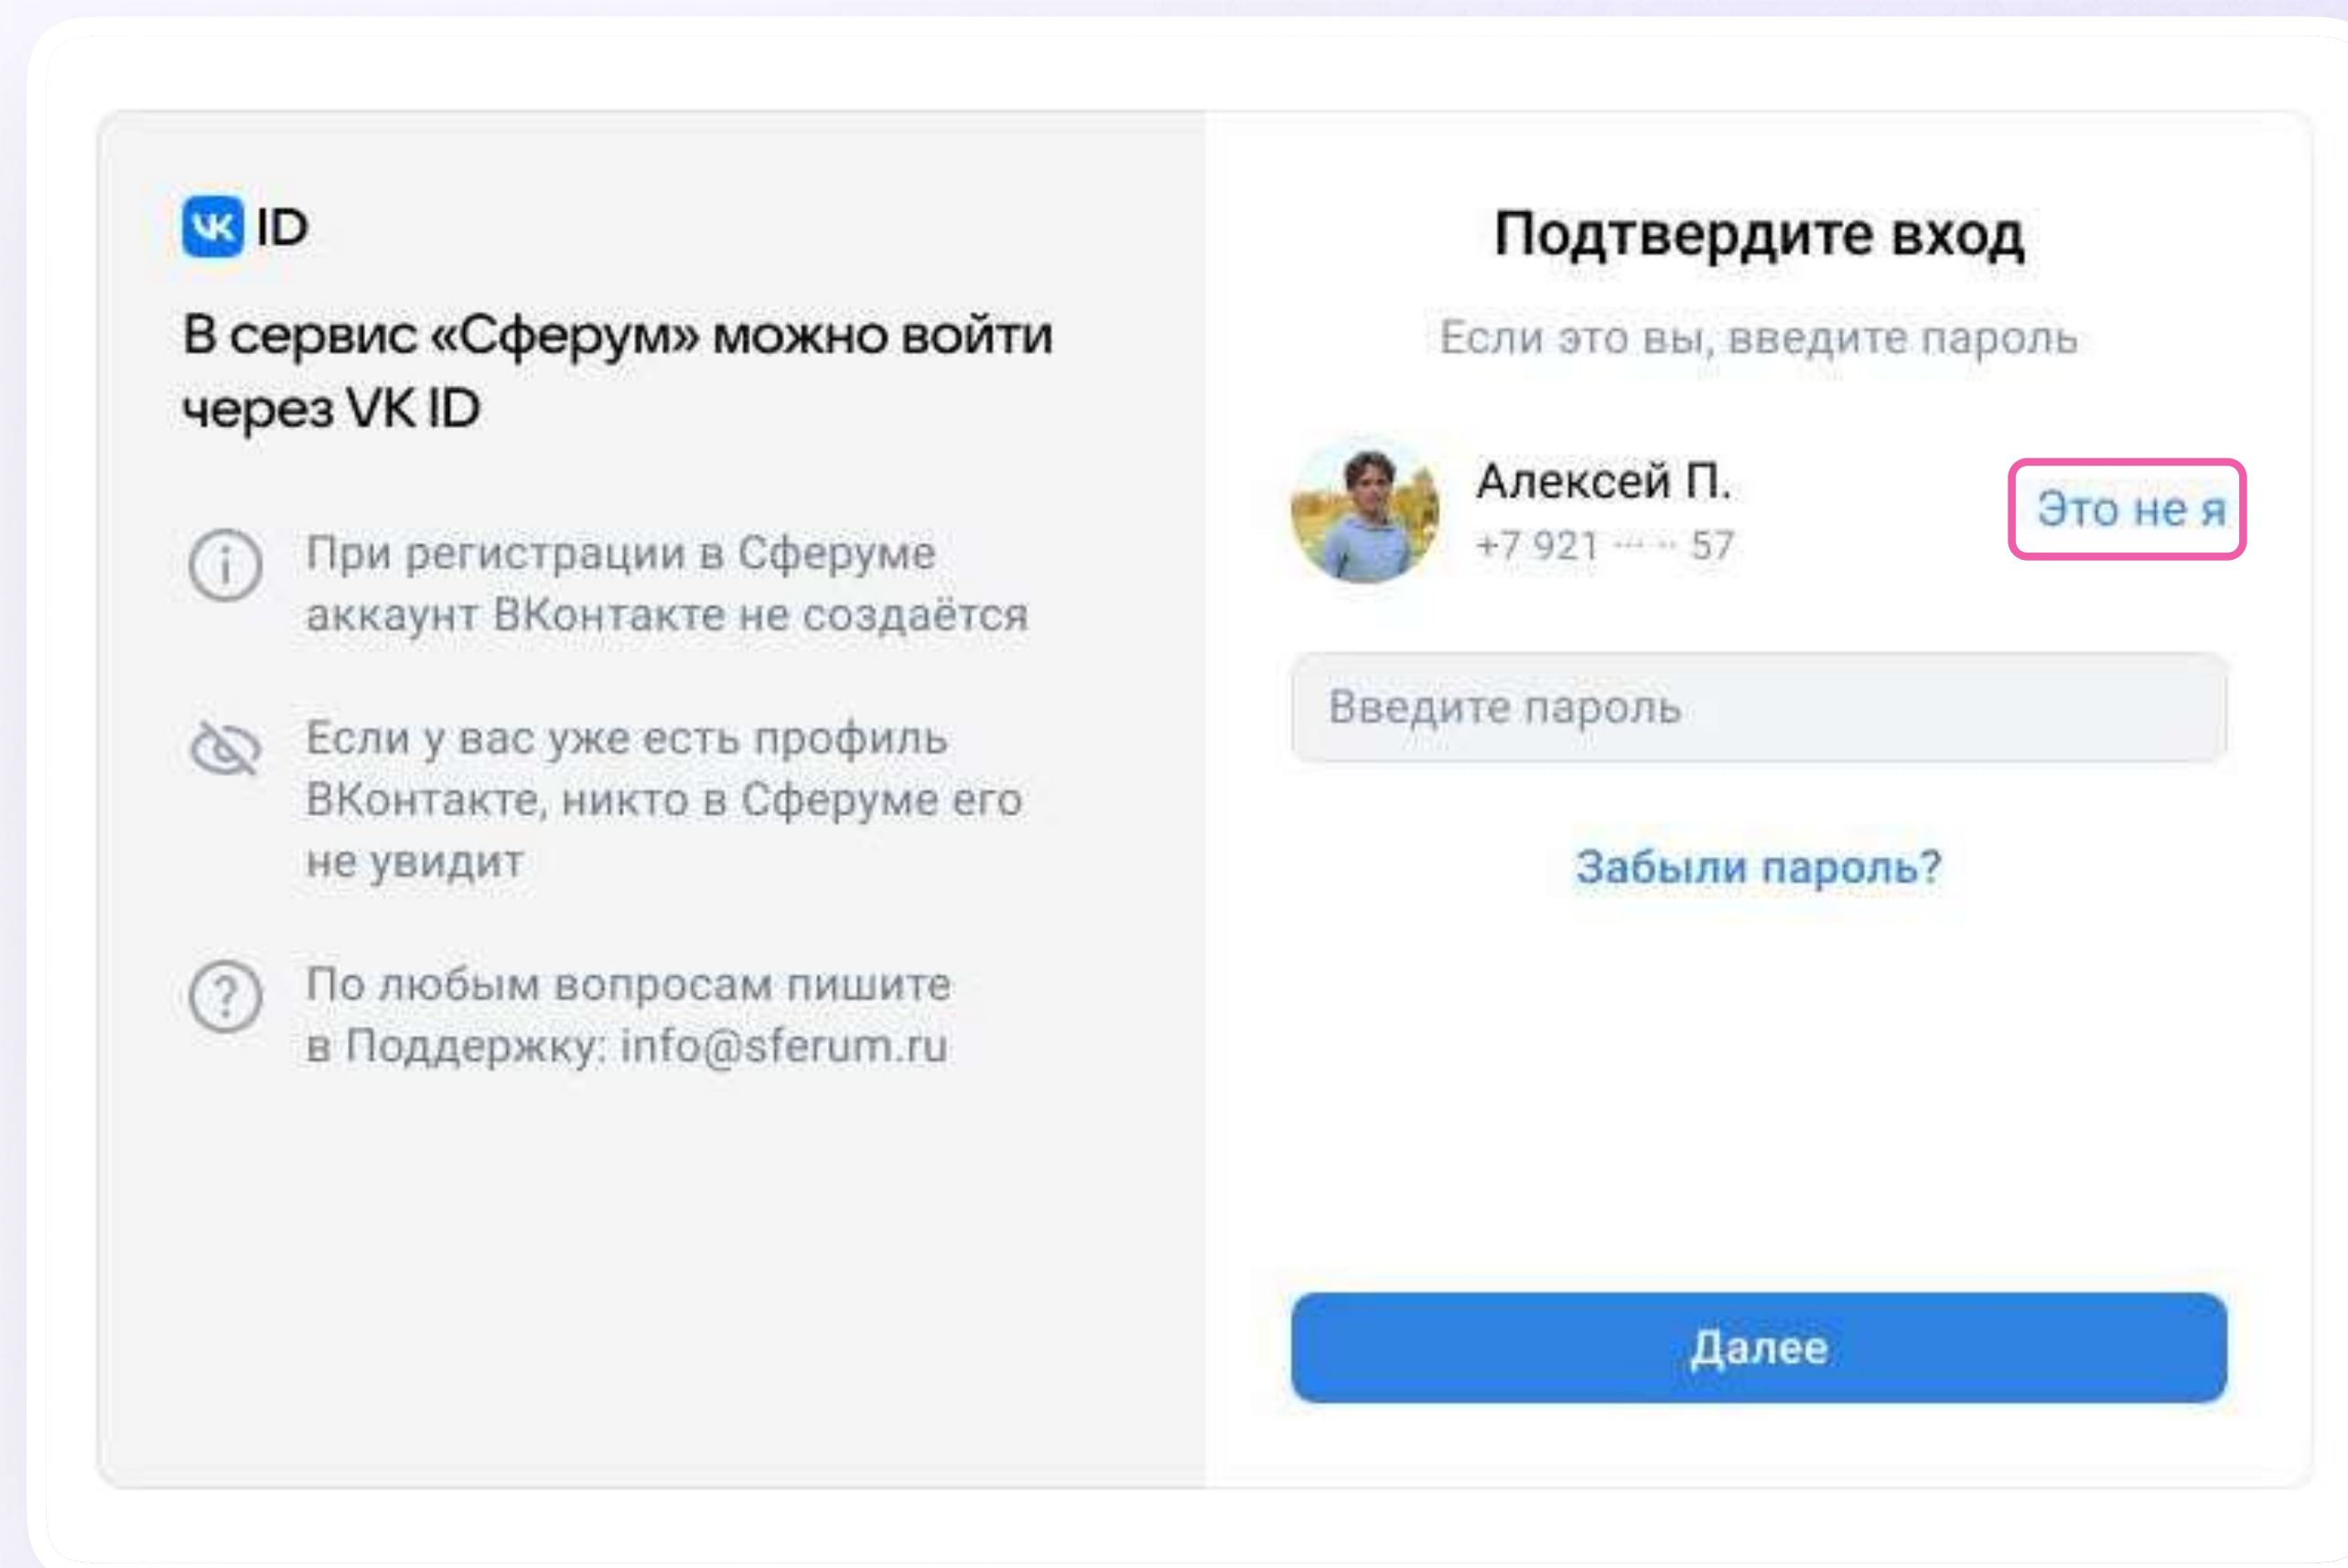 VK ID
В сервис «Сферум» можно войти
через VK ID
При регистрации в Сферуме
аккаунт ВКонтакте не создаётся
Если у вас уже есть профиль
ВКонтакте, никто в Сферуме его
не увидит
По любым вопросам пишите
в Поддержку: info@sferum.ru
Подтвердите вход
Если это вы, введите пароль
Алексей П.
Это не я
+7 921 ··· ·· 57
Введите пароль
Забыли пароль?
Далее